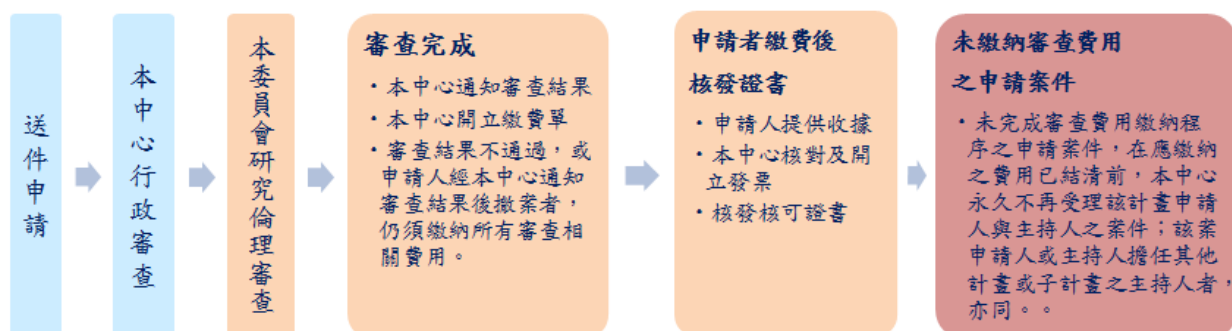 送件申請
本中心行政審查
本委員會研究倫理審查
審查完成
・本中心通知審查結果
・本中心開立繳費單
・審查結果不通過，或
申請人經本中心通知
審查結果後撤案者，
仍須繳納所有審查相
關費用。
申請者繳費後
核發證書
・申請人提供收據
・本中心核對及開
立發票
・核發核可證書
未繳納審查費用
之申請案件
・未完成審查費用繳納程
序之申請案件，在應繳納
之費用已結清前，本中心
永久不再受理該計畫申請
人與主持人之案件；該案
申請人或主持人擔任其他
計畫或子計畫之主持人者，
亦同。。